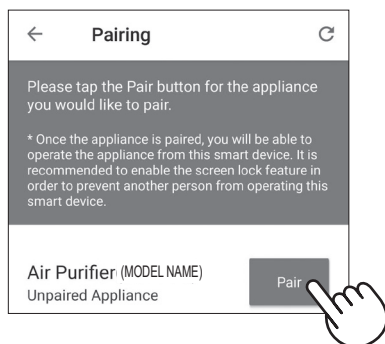 Pairing
Please tap the Pair button for the appliance
you would like to pair.
* Once the appliance is paired, you will be able to
operate the appliance from this smart device. It is
recommended to enable the screen lock feature in
order to prevent another person from operating this
smart device.
Air Purifier (MODEL NAME)
Pair
Unpaired Appliance